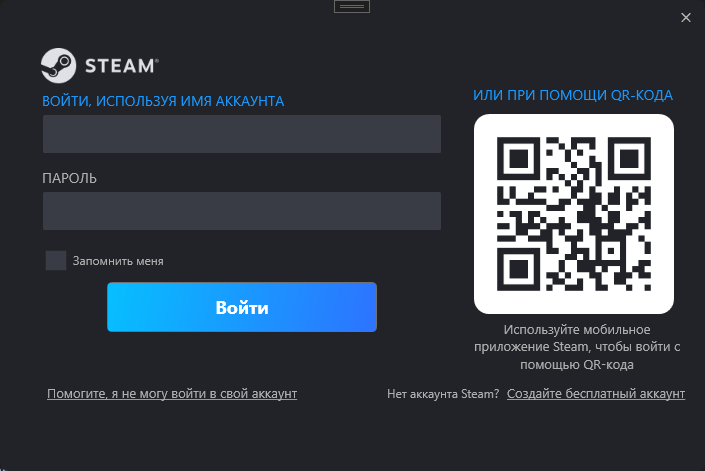 STEAM®
ВОЙТИ, ИСПОЛЬЗУЯ ИМЯ АККАУНТА
ПАРОЛЬ
Запомнить меня
Войти
ИЛИ ПРИ ПОМОЩИ QR-КОДА
Используйте мобильное
приложение Steam, чтобы войти с
помощью QR-кода
Помогите, я не могу войти в свой аккаунт
Нет аккаунта Steam? Создайте бесплатный аккаунт